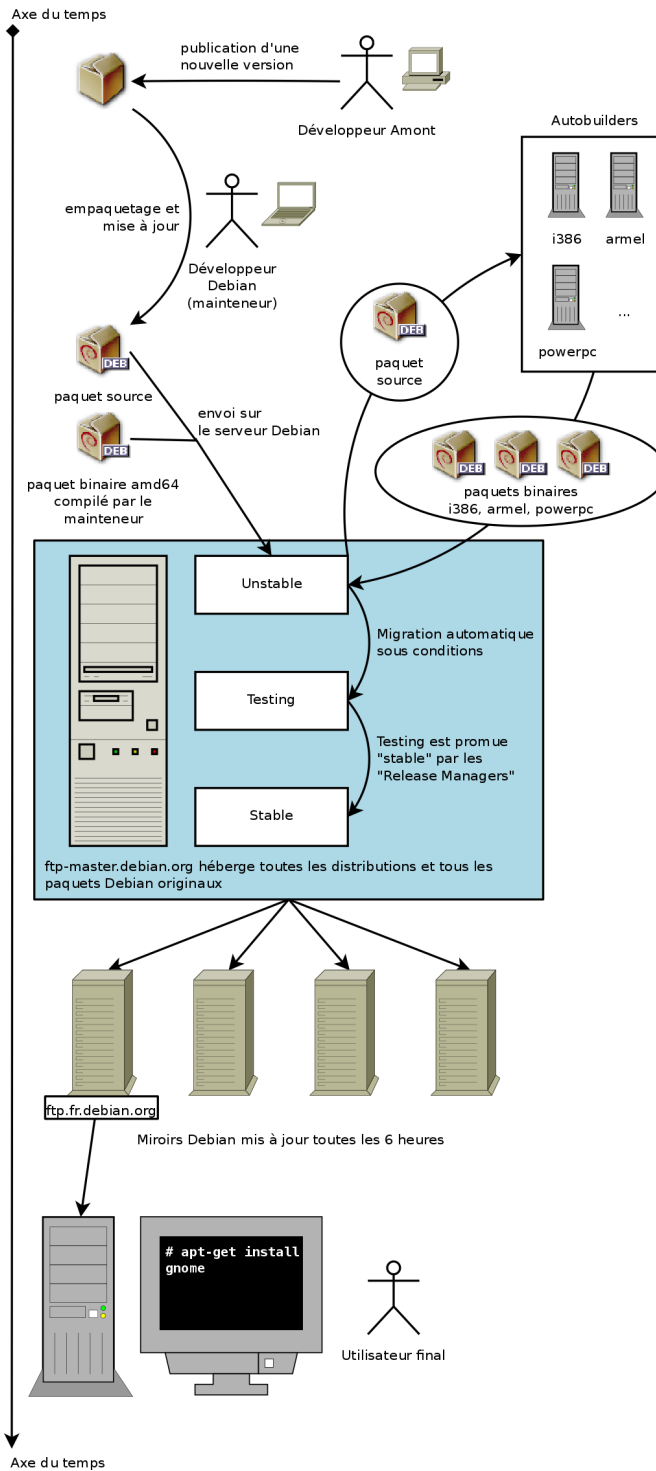 Axe du temps
publication d'une
nouvelle version
Développeur Amont
Autobuilders
i386
armel
powerpc
...
empaquetage et
mise à jour
Développeur
Debian
(mainteneur)
DEB
paquet source
DEB
paquet binaire amd64
compilé par le
mainteneur
envoi sur
le serveur Debian
DEB
paquet
source
DEB
DEB
DEB
paquets binaires
i386, armel, powerpc
Unstable
Migration automatique
sous conditions
Testing
Testing est promue
"stable" par les
"Release Managers"
Stable
ftp-master.debian.org héberge toutes les distributions et tous les
paquets Debian originaux
ftp.fr.debian.org
Miroirs Debian mis à jour toutes les 6 heures
# apt-get install
gnome
Utilisateur final
Axe du temps